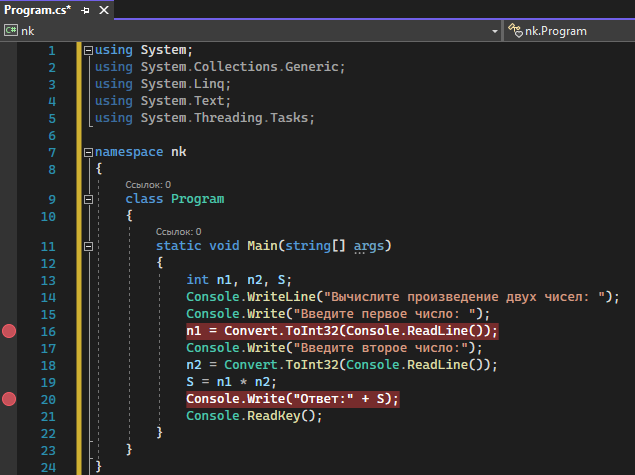 Program.cs*
nk
nk.Program
1 using System;
2 using System.Collections.Generic;
3 using System.Linq;
4 using System.Text;
5 using System.Threading.Tasks;
6
7 namespace nk
8 {
Ссылок: 0
9 class Program
10 {
Ссылок: 0
11 static void Main(string[] args)
12 {
13 int n1, n2, S;
14 Console.WriteLine("Вычислите произведение двух чисел: ");
15 Console.Write("Введите первое число: ");
16 n1 = Convert.ToInt32(Console.ReadLine());
17 Console.Write("Введите второе число:");
18 n2 = Convert.ToInt32(Console.ReadLine());
19 S = n1 * n2;
20 Console.Write("Ответ:" + S);
21 Console.ReadKey();
22 }
23 }
24 }